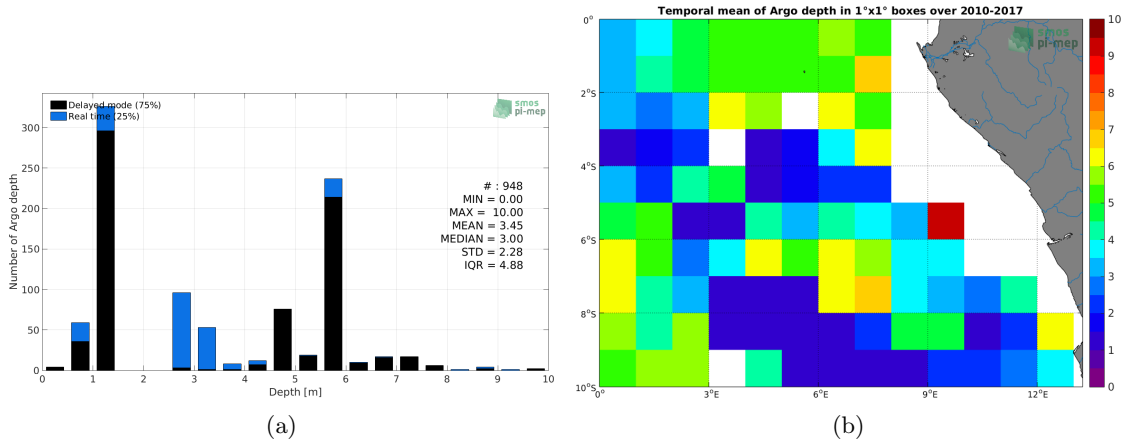 Delayed mode (75%)
Real time (25%)
smos
pi-mep
Number of Argo depth
300
250
200
150
100
50
0
# : 948
MIN = 0.00
MAX = 10.00
MEAN = 3.45
MEDIAN = 3.00
STD = 2.28
IQR = 4.88
0 1 2 3 4 5 6 7 8 9 10
Depth [m]
(a)
Temporal mean of Argo depth in 1°x1° boxes over 2010-2017
smos
pi-mep
0°
2°S
4°S
6°S
8°S
10°S
0° 3°E 6°E 9°E 12°E
10
9
8
7
6
5
4
3
2
1
0
(b)